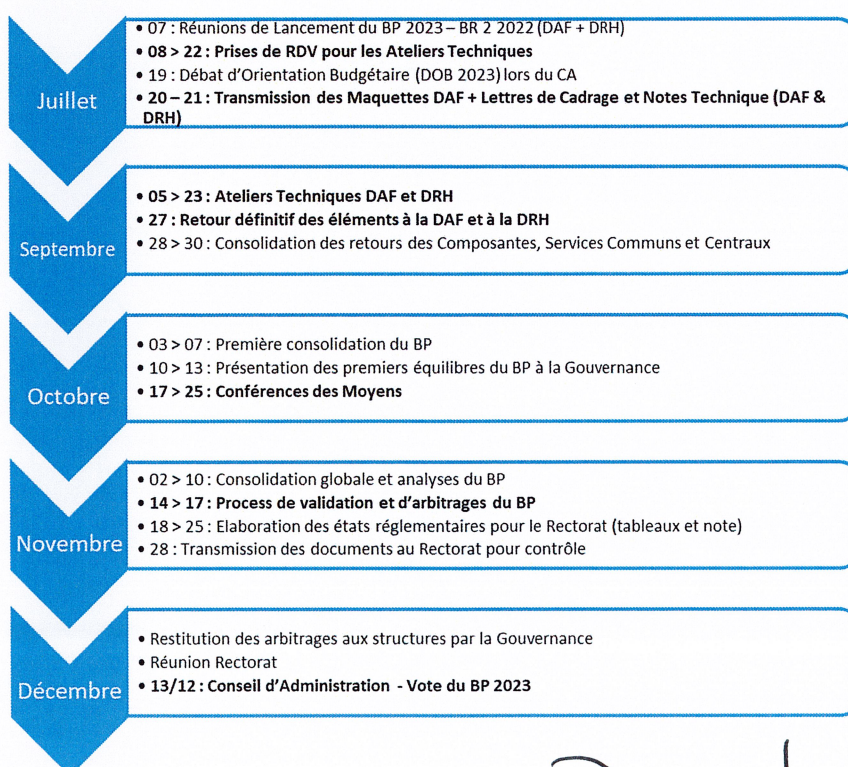 Juillet
• 07 : Réunions de Lancement du BP 2023 – BR 2 2022 (DAF + DRH)
• 08 > 22 : Prises de RDV pour les Ateliers Techniques
• 19 : Débat d'Orientation Budgétaire (DOB 2023) lors du CA
• 20 – 21 : Transmission des Maquettes DAF + Lettres de Cadrage et Notes Technique (DAF &
DRH)
Septembre
• 05 > 23 : Ateliers Techniques DAF et DRH
• 27 : Retour définitif des éléments à la DAF et à la DRH
• 28 > 30 : Consolidation des retours des Composantes, Services Communs et Centraux
Octobre
• 03 > 07 : Première consolidation du BP
• 10 > 13 : Présentation des premiers équilibres du BP à la Gouvernance
• 17 > 25 : Conférences des Moyens
Novembre
• 02 > 10 : Consolidation globale et analyses du BP
• 14 > 17 : Process de validation et d'arbitrages du BP
• 18 > 25 : Elaboration des états réglementaires pour le Rectorat (tableaux et note)
• 28 : Transmission des documents au Rectorat pour contrôle
Décembre
• Restitution des arbitrages aux structures par la Gouvernance
• Réunion Rectorat
• 13/12 : Conseil d'Administration - Vote du BP 2023